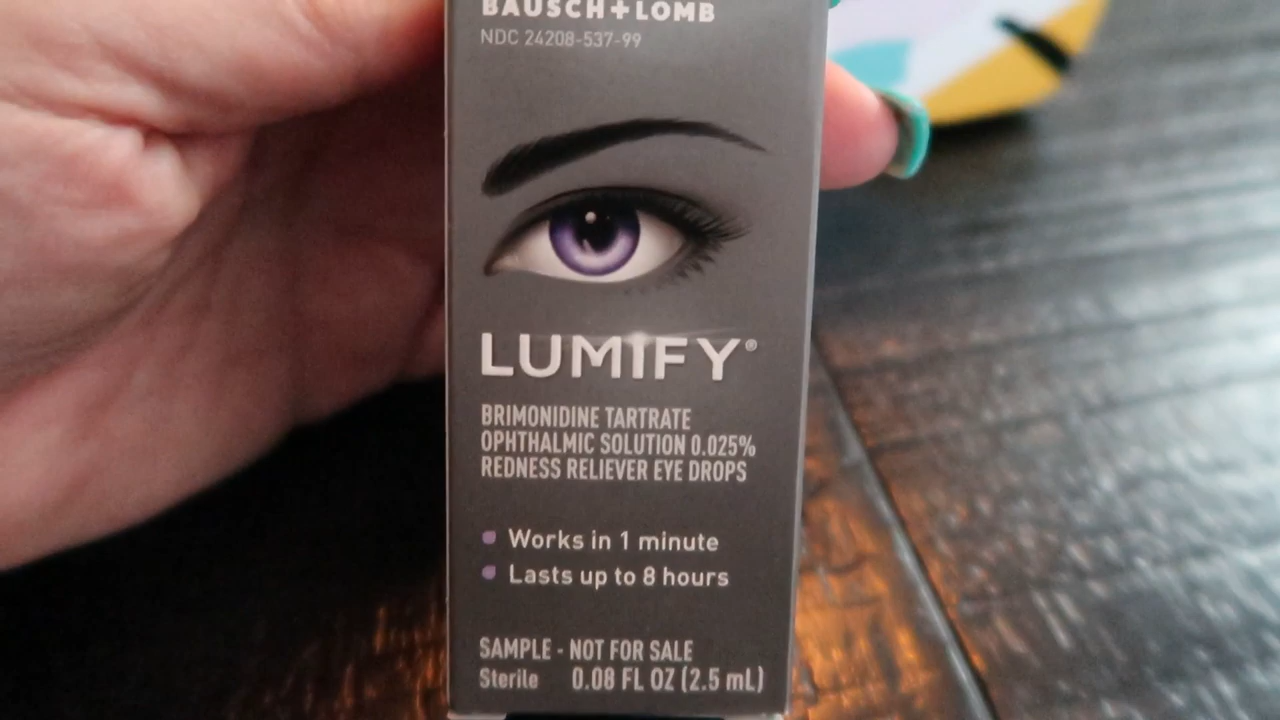 BAUSCH+LOMB
NDC 24208-537-99
LUMIFY®
BRIMONIDINE TARTRATE
OPHTHALMIC SOLUTION 0.025%
REDNESS RELIEVER EYE DROPS
Works in 1 minute
Lasts up to 8 hours
SAMPLE - NOT FOR SALE
Sterile 0.08 FL OZ (2.5 mL)